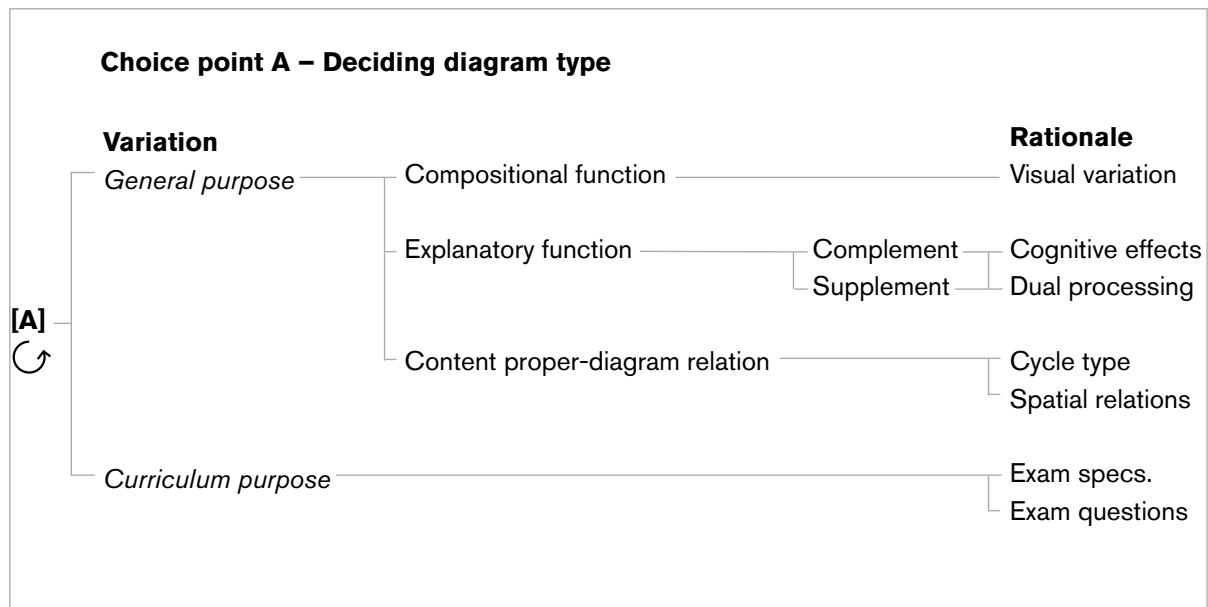 Choice point A – Deciding diagram type
Variation
Rationale
General purpose
Compositional function
Visual variation
Explanatory function
Complement
Cognitive effects
Supplement
Dual processing
[A]
Content proper-diagram relation
Cycle type
Spatial relations
Curriculum purpose
Exam specs.
Exam questions